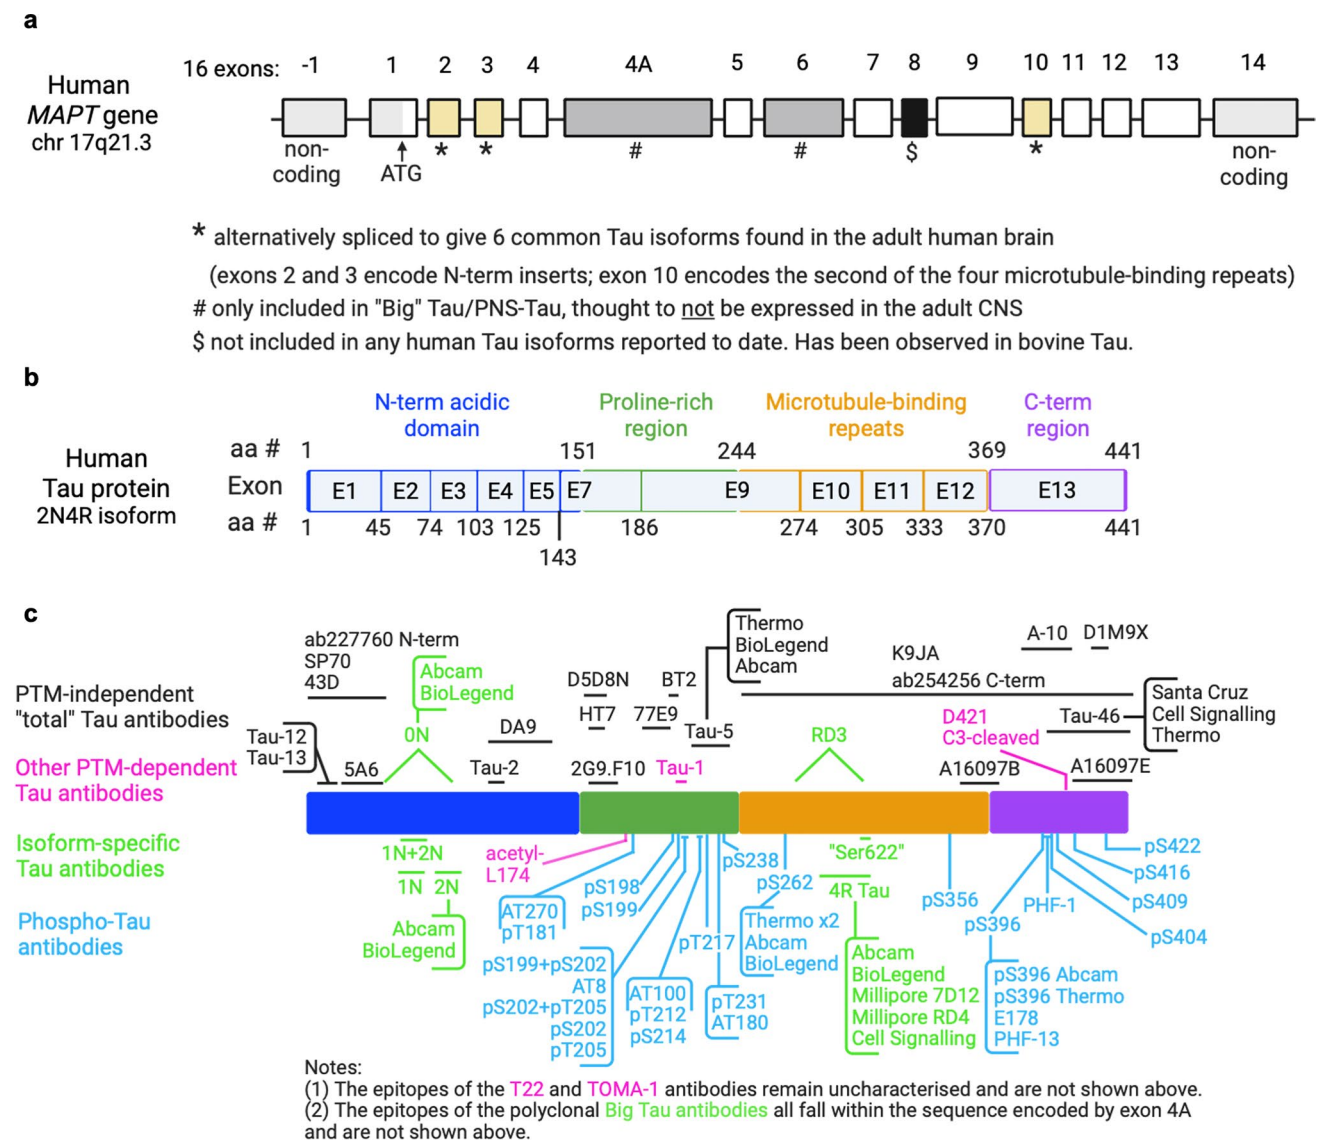 a
16 exons: -1 1 2 3 4 4A 5 6 7 8 9 10 11 12 13 14
Human
MAPT gene
chr 17q21.3
non-
coding
ATG
*
*
#
#
$
*
non-
coding
* alternatively spliced to give 6 common Tau isoforms found in the adult human brain
(exons 2 and 3 encode N-term inserts; exon 10 encodes the second of the four microtubule-binding repeats)
# only included in "Big" Tau/PNS-Tau, thought to not be expressed in the adult CNS
$ not included in any human Tau isoforms reported to date. Has been observed in bovine Tau.
b
N-term acidic
domain
Proline-rich
region
Microtubule-binding
repeats
C-term
region
Human
Tau protein
2N4R isoform
aa # 1 151 244 369 441
Exon E1 E2 E3 E4 E5 E7 E9 E10 E11 E12 E13
aa # 1 45 74 103 125 186 274 305 333 370 441
143
c
PTM-independent
"total" Tau antibodies
Other PTM-dependent
Tau antibodies
Isoform-specific
Tau antibodies
Phospho-Tau
antibodies
ab227760 N-term
SP70
43D
Tau-12
Tau-13
5A6
Abcam
BioLegend
0N
DA9
Tau-2
D5D8N
HT7
2G9.F10
BT2
77E9
Tau-1
Thermo
BioLegend
Abcam
Tau-5
RD3
K9JA
ab254256 C-term
A-10
D1M9X
D421
C3-cleaved
Tau-46
Santa Cruz
Cell Signalling
Thermo
A16097B
A16097E
1N+2N
1N
2N
Abcam
BioLegend
acetyl-
L174
AT270
pT181
pS198
pS199
pS199+pS202
AT8
pS202+pT205
pS202
pT205
AT100
pT212
pS214
pT217
pT231
AT180
pS238
pS262
Thermo x2
Abcam
BioLegend
"Ser622"
4R Tau
Abcam
BioLegend
Millipore 7D12
Millipore RD4
Cell Signalling
pS356
pS396
pS396 Abcam
pS396 Thermo
E178
PHF-13
PHF-1
pS422
pS416
pS409
pS404
Notes:
(1) The epitopes of the T22 and TOMA-1 antibodies remain uncharacterised and are not shown above.
(2) The epitopes of the polyclonal Big Tau antibodies all fall within the sequence encoded by exon 4A
and are not shown above.